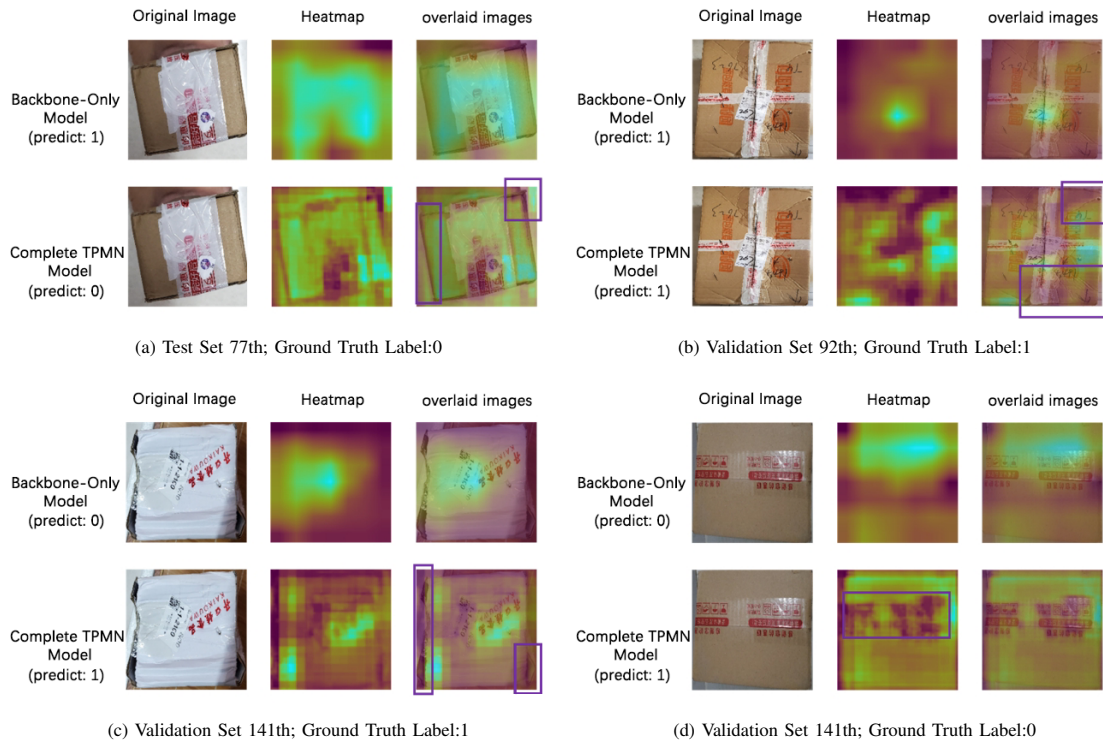 Original Image Heatmap overlaid images
Backbone-Only
Model
(predict: 1)
Complete TPMN
Model
(predict: 0)
(a) Test Set 77th; Ground Truth Label:0
Original Image Heatmap overlaid images
Backbone-Only
Model
(predict: 1)
Complete TPMN
Model
(predict: 1)
(b) Validation Set 92th; Ground Truth Label:1
Original Image Heatmap overlaid images
Backbone-Only
Model
(predict: 0)
Complete TPMN
Model
(predict: 1)
(c) Validation Set 141th; Ground Truth Label:1
Original Image Heatmap overlaid images
Backbone-Only
Model
(predict: 0)
Complete TPMN
Model
(predict: 1)
(d) Validation Set 141th; Ground Truth Label:0